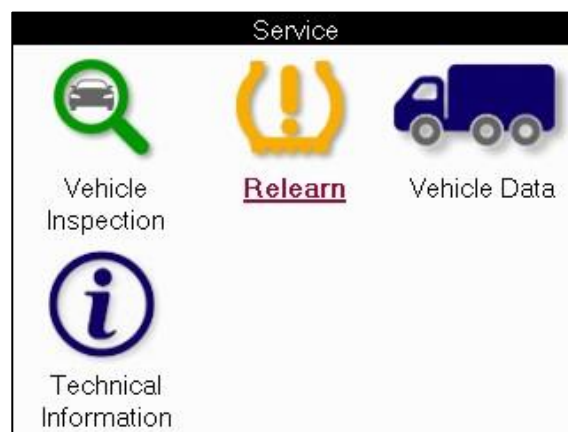 Service
Vehicle
Inspection
Relearn
Vehicle Data
Technical
Information